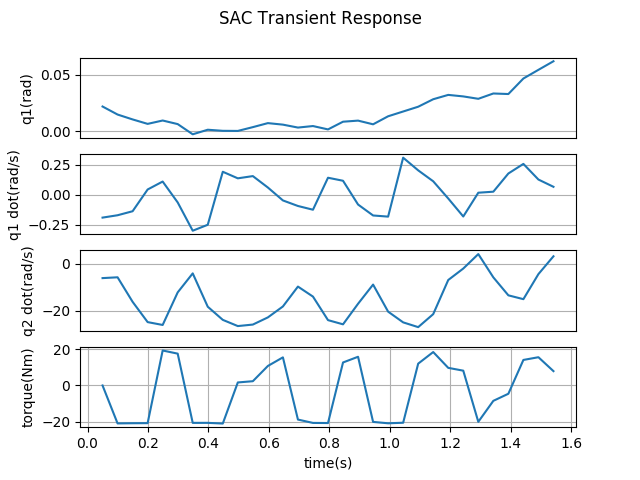 SAC Transient Response
q1(rad)
0.05
0.00
q1 dot(rad/s)
0.25
0.00
−0.25
q2 dot(rad/s)
0
−20
torque(Nm)
20
0
−20
0.0 0.2 0.4 0.6 0.8 1.0 1.2 1.4 1.6
time(s)